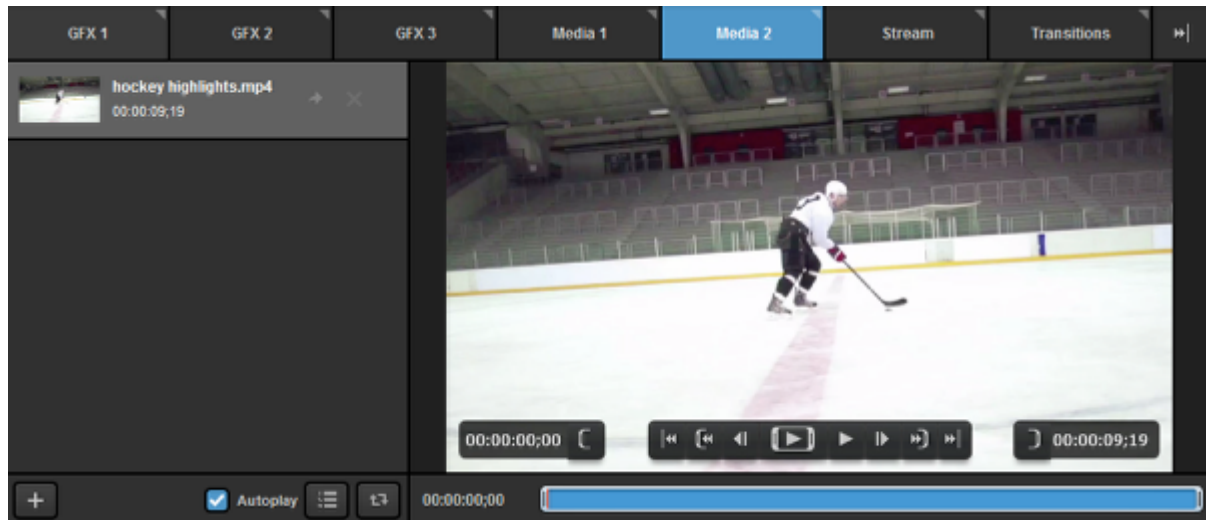 GFX 1
GFX 2
GFX 3
Media 1
Media 2
Stream
Transitions
hockey highlights.mp4
00:00:09;19
00:00:00;00
00:00:09;19
Autoplay
00:00:00;00